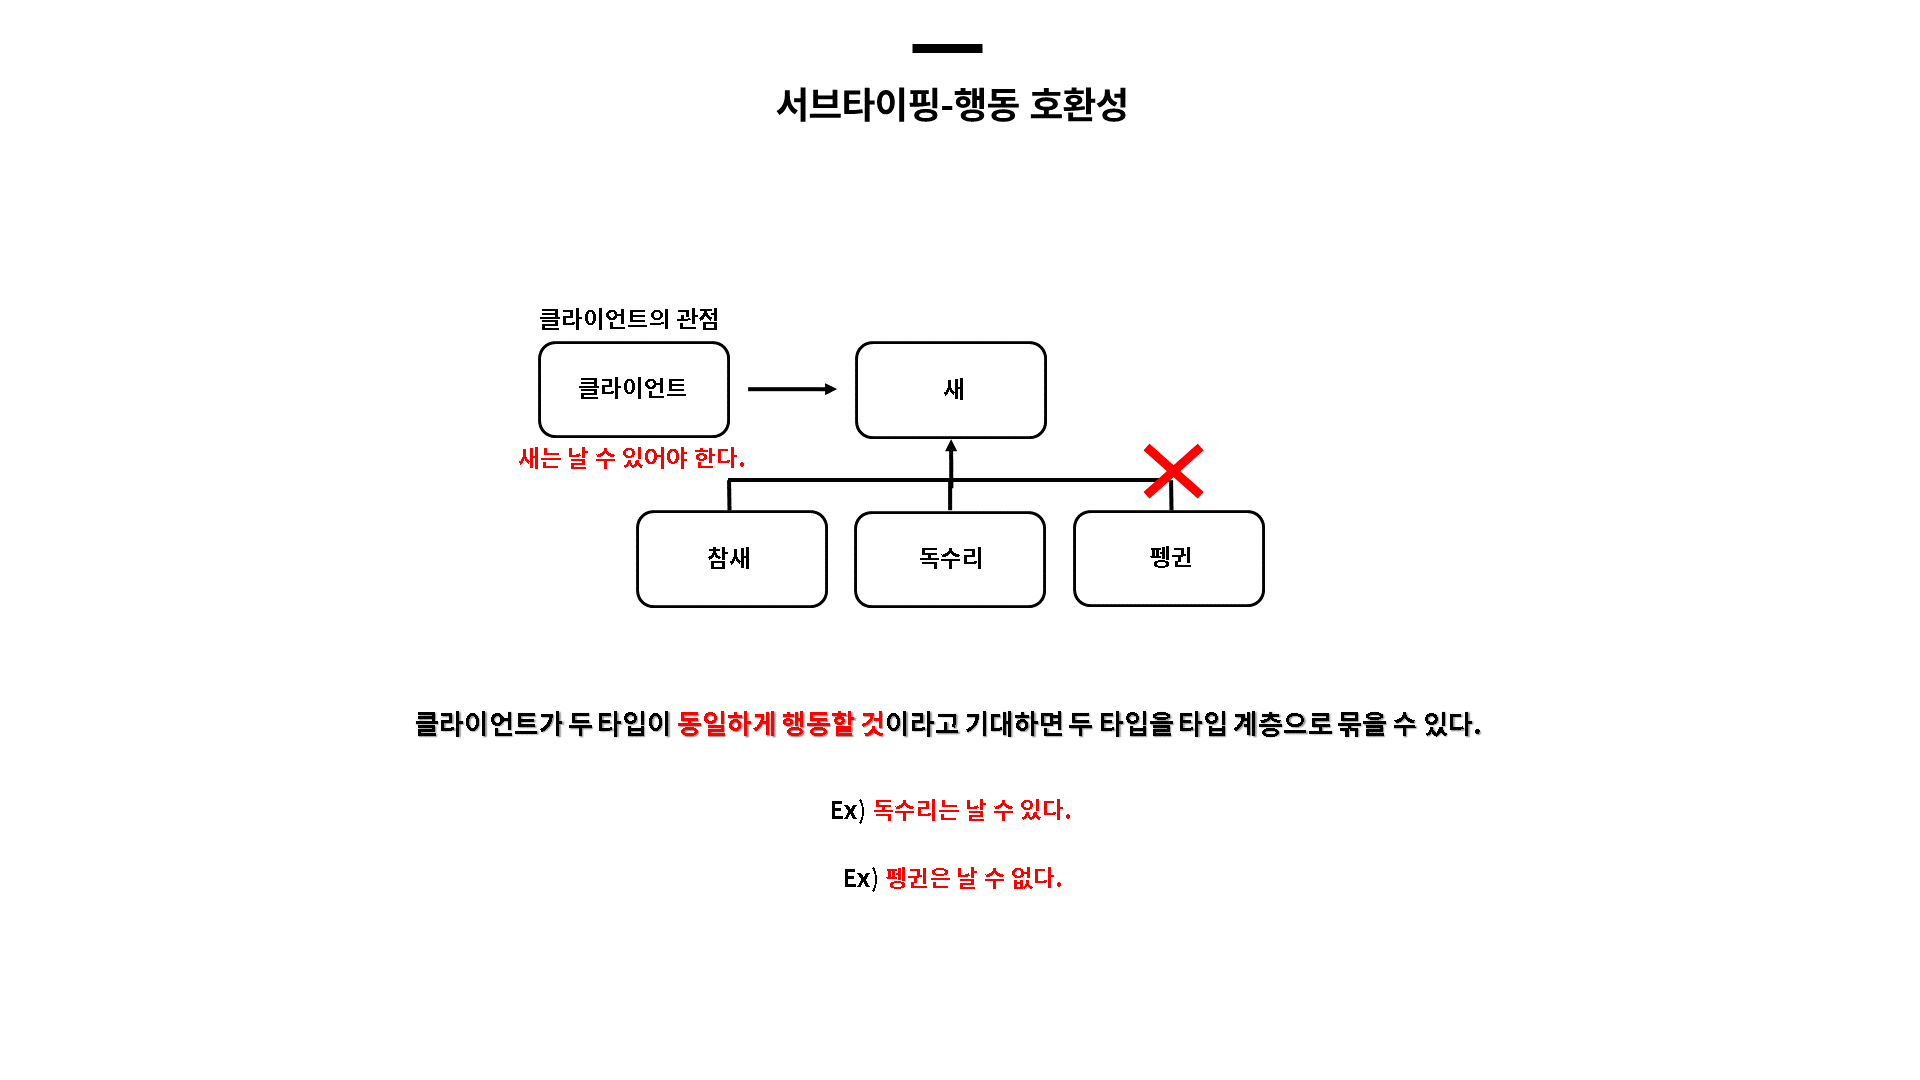 서브타이핑-행동 호환성
클라이언트의 관점
클라이언트
새
새는 날 수 있어야 한다.
참새
독수리
펭귄
클라이언트가 두 타입이 동일하게 행동할 것이라고 기대하면 두 타입을 타입 계층으로 묶을 수 있다.
Ex) 독수리는 날 수 있다.
Ex) 펭귄은 날 수 없다.